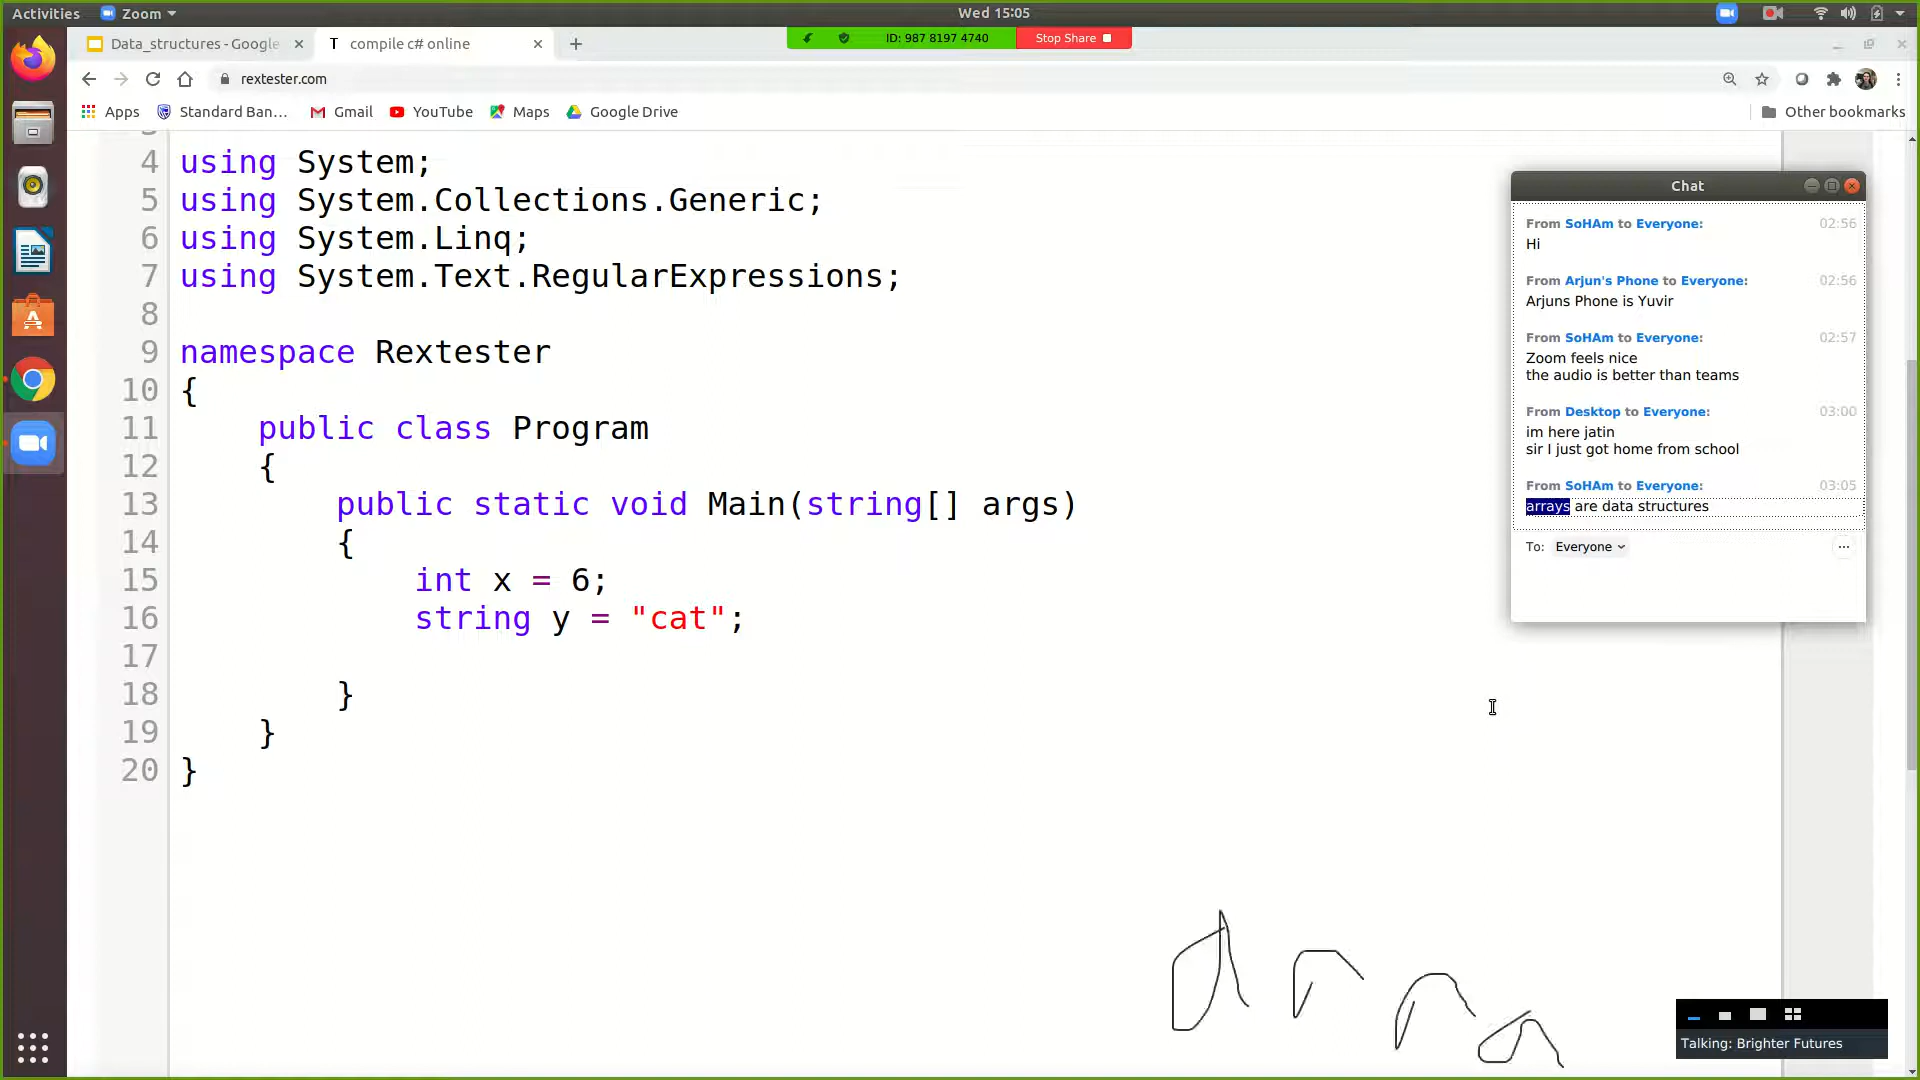 Activities
Zoom
Wed 15:05
Data_structures - Google
compile c# online
ID: 987 8197 4740
Stop Share
rextester.com
Apps
Standard Ban...
Gmail
YouTube
Maps
Google Drive
Other bookmarks
4 using System;
5 using System.Collections.Generic;
6 using System.Linq;
7 using System.Text.RegularExpressions;
8
9 namespace Rextester
10 {
11 public class Program
12 {
13 public static void Main(string[] args)
14 {
15 int x = 6;
16 string y = "cat";
17
18 }
19 }
20 }
Chat
From SoHAm to Everyone: 02:56
Hi
From Arjun's Phone to Everyone: 02:56
Arjuns Phone is Yuvir
From SoHAm to Everyone: 02:57
Zoom feels nice
the audio is better than teams
From Desktop to Everyone: 03:00
im here jatin
sir I just got home from school
From SoHAm to Everyone: 03:05
arrays are data structures
To: Everyone
...
Talking: Brighter Futures